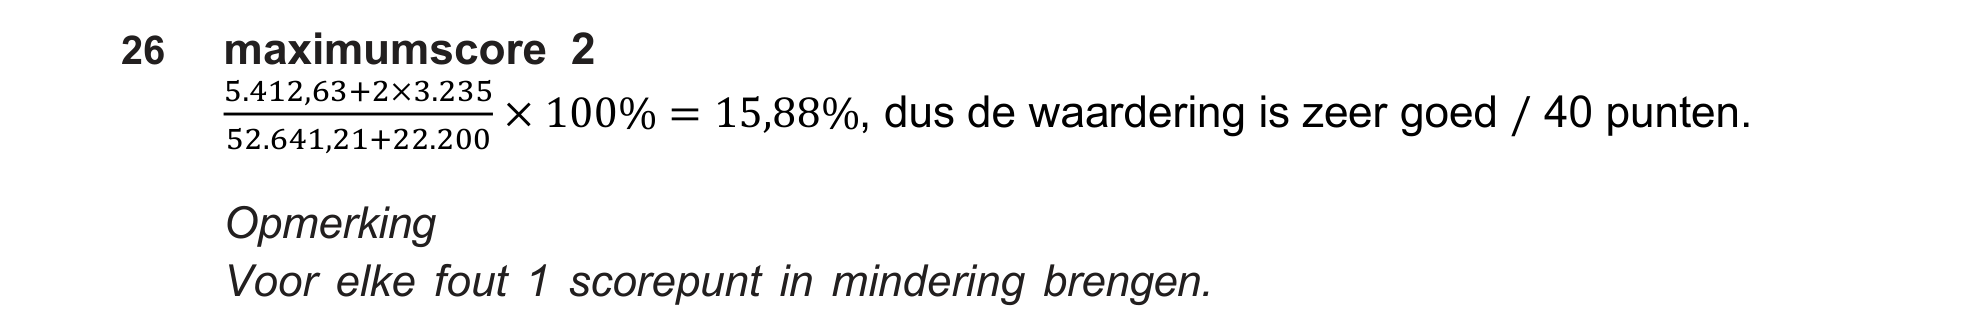 26 maximumscore 2
5.412,63+2×3.235
52.641,21+22.200 × 100% = 15,88%, dus de waardering is zeer goed / 40 punten.
Opmerking
Voor elke fout 1 scorepunt in mindering brengen.